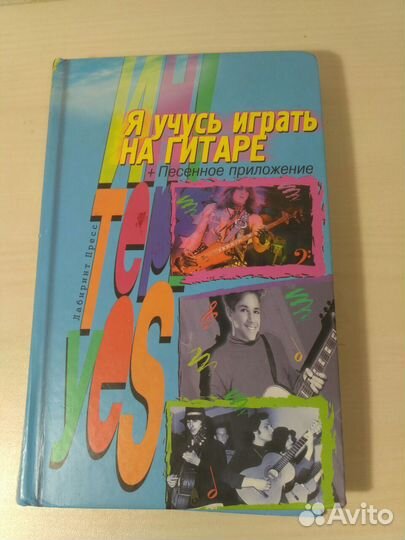 Я учусь играть
НА ГИТАРЕ
+ Песенное приложение
ИН
Тер
yes
Лабиринт Пресс
Avito